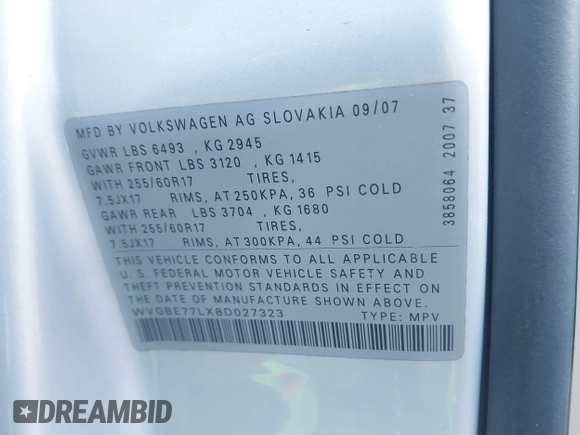 MFD BY VOLKSWAGEN AG SLOVAKIA 09/07
GVWR LBS 6493 , KG 2945
GAWR FRONT LBS 3120 , KG 1415
WITH 255/60R17 TIRES,
7.5JX17 RIMS, AT 250KPA, 36 PSI COLD
GAWR REAR LBS 3704 , KG 1680
WITH 255/60R17 TIRES,
7.5JX17 RIMS, AT 300KPA, 44 PSI COLD
THIS VEHICLE CONFORMS TO ALL APPLICABLE
U. S. FEDERAL MOTOR VEHICLE SAFETY AND
THEFT PREVENTION STANDARDS IN EFFECT ON
THE DATE OF MANUFACTURE SHOWN ABOVE.
WVGBE77LX8D027323 TYPE: MPV
3858064 2007 37
DREAMBID